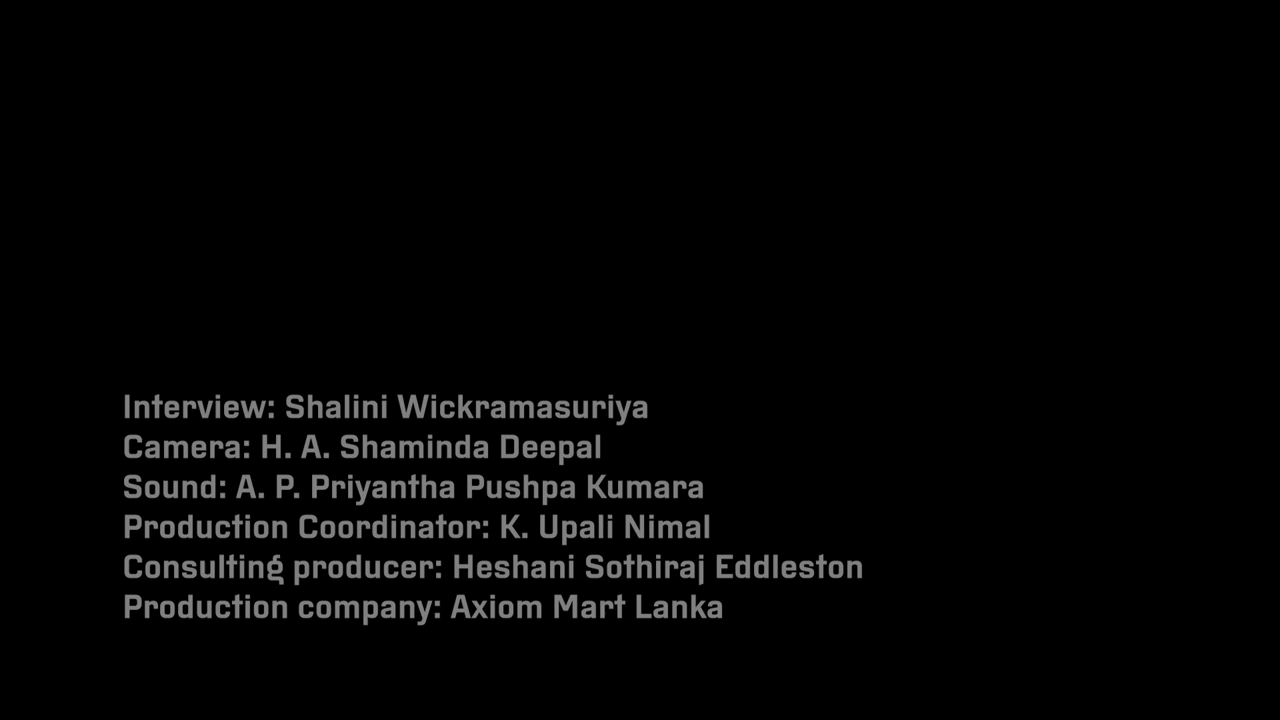 Interview: Shalini Wickramasuriya
Camera: H. A. Shaminda Deepal
Sound: A. P. Priyantha Pushpa Kumara
Production Coordinator: K. Upali Nimal
Consulting producer: Heshani Sothiraj Eddleston
Production company: Axiom Mart Lanka